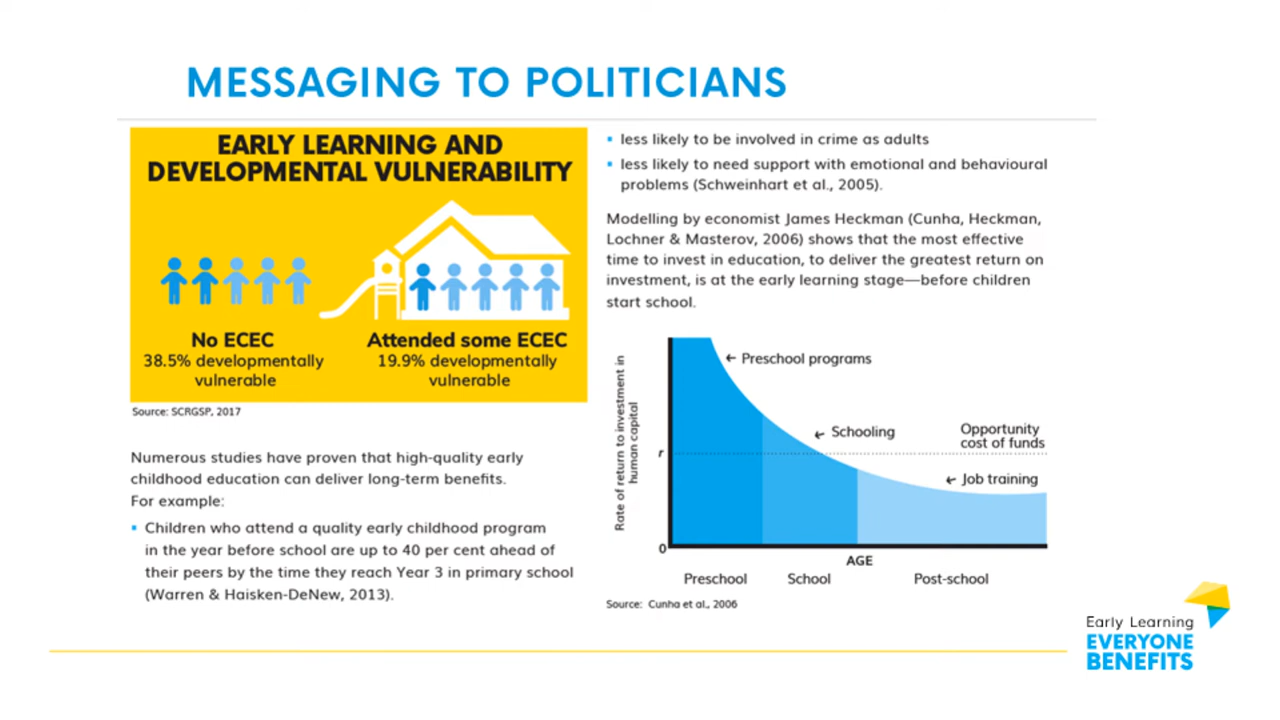 MESSAGING TO POLITICIANS
EARLY LEARNING AND
DEVELOPMENTAL VULNERABILITY
No ECEC
38.5% developmentally
vulnerable
Attended some ECEC
19.9% developmentally
vulnerable
Source: SCRGSP, 2017
Numerous studies have proven that high-quality early
childhood education can deliver long-term benefits.
For example:
▪ Children who attend a quality early childhood program
in the year before school are up to 40 per cent ahead of
their peers by the time they reach Year 3 in primary school
(Warren & Haisken-DeNew, 2013).
▪ less likely to be involved in crime as adults
▪ less likely to need support with emotional and behavioural
problems (Schweinhart et al., 2005).
Modelling by economist James Heckman (Cunha, Heckman,
Lochner & Masterov, 2006) shows that the most effective
time to invest in education, to deliver the greatest return on
investment, is at the early learning stage—before children
start school.
Rate of return to investment in
human capital
Preschool programs
Schooling
Opportunity
cost of funds
r
Job training
0
AGE
Preschool
School
Post-school
Source: Cunha et al., 2006
Early Learning
EVERYONE
BENEFITS